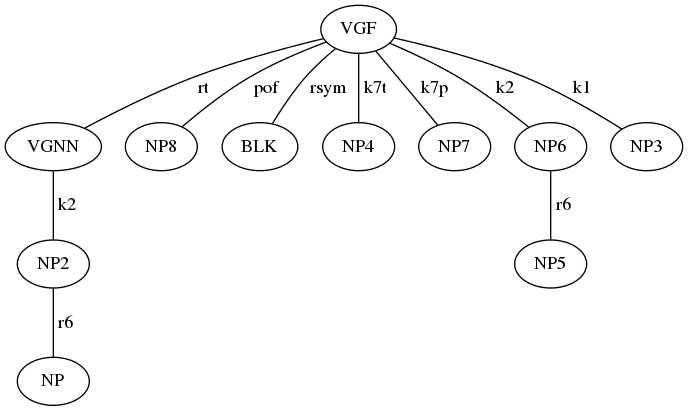 VGF
rt pof rsym k7t k7p k2 k1
VGNN NP8 BLK NP4 NP7 NP6 NP3
k2 r6
NP2 NP5
r6
NP